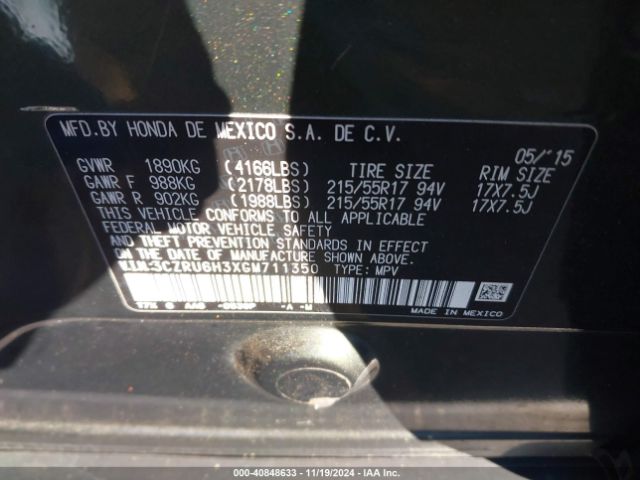 MFD.BY HONDA DE MEXICO S.A. DE C.V.
05/'15
GVWR 1890KG (4166LBS) TIRE SIZE RIM SIZE
GAWR F 988KG (2178LBS) 215/55R17 94V 17X7.5J
GAWR R 902KG (1988LBS) 215/55R17 94V 17X7.5J
THIS VEHICLE CONFORMS TO ALL APPLICABLE
FEDERAL MOTOR VEHICLE SAFETY
AND THEFT PREVENTION STANDARDS IN EFFECT
ON THE DATE OF MANUFACTURE SHOWN ABOVE.
3CZRU6H3XGM711350 TYPE: MPV
MADE IN MEXICO
000-40848633 - 11/19/2024 - IAA Inc.